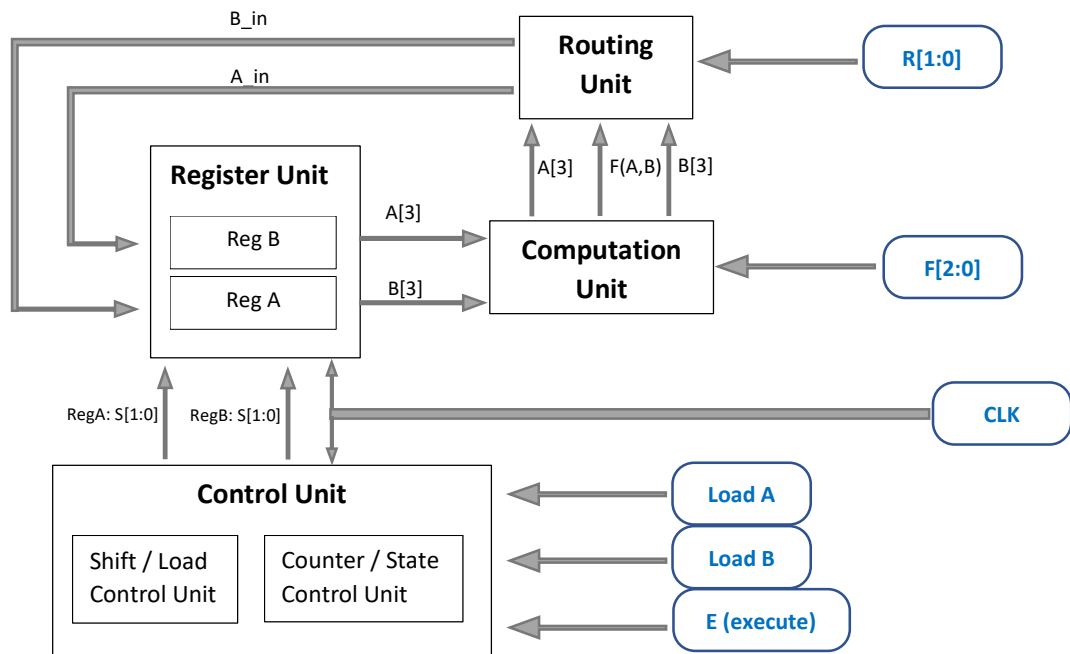 B_in
Routing
Unit
R[1:0]
A_in
A[3]
F(A,B)
B[3]
Register Unit
Reg B
Reg A
A[3]
B[3]
Computation
Unit
F[2:0]
RegA: S[1:0]
RegB: S[1:0]
CLK
Control Unit
Shift / Load
Control Unit
Counter / State
Control Unit
Load A
Load B
E (execute)